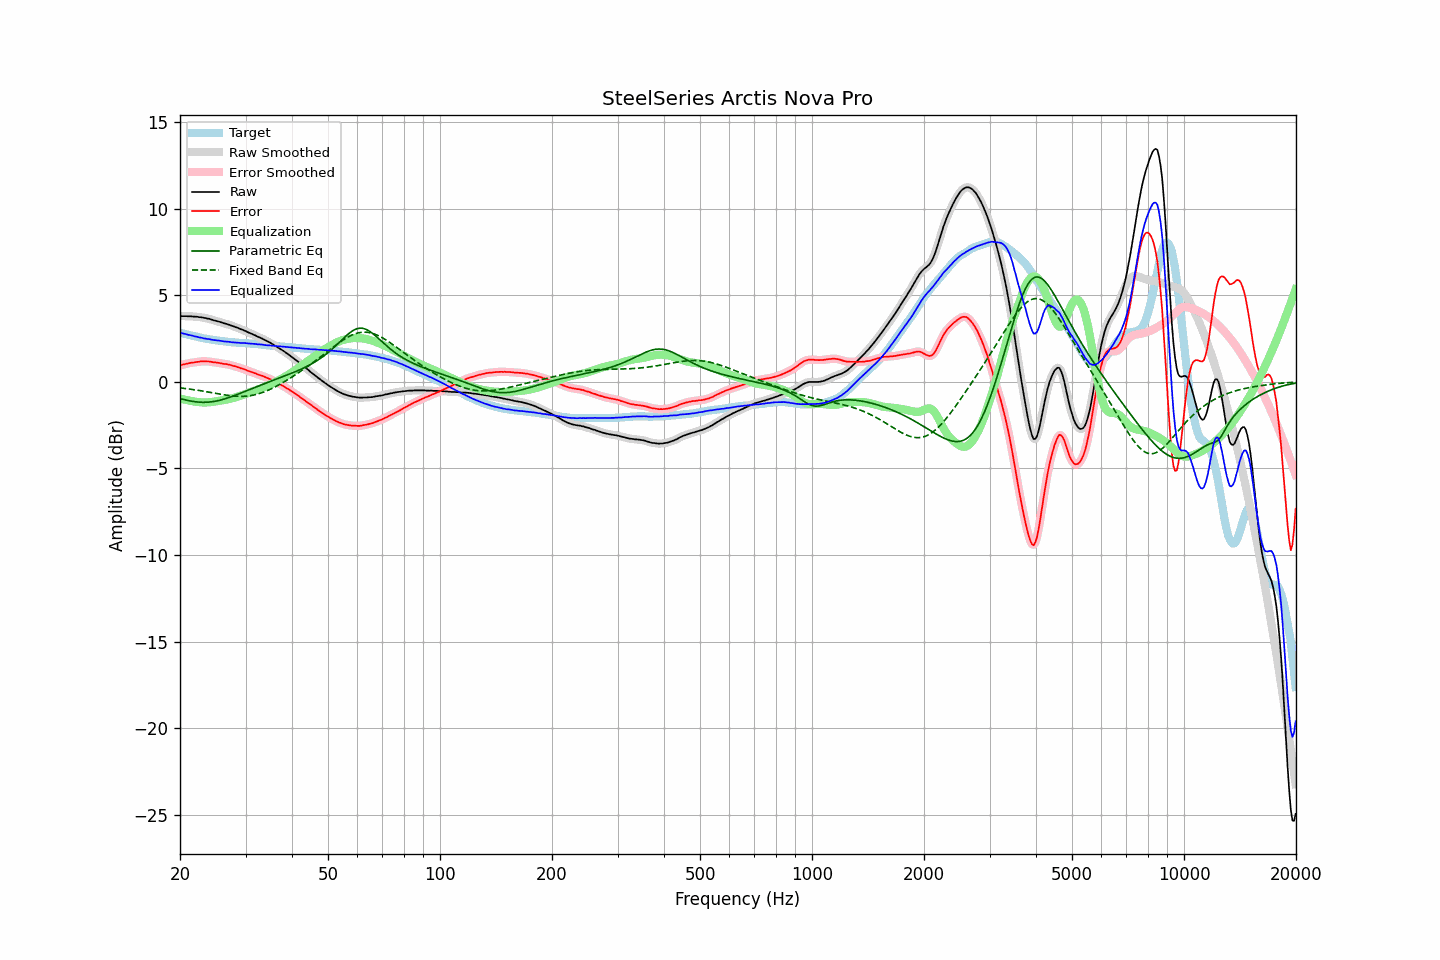 SteelSeries Arctis Nova Pro
Target
Raw Smoothed
Error Smoothed
Raw
Error
Equalization
Parametric Eq
Fixed Band Eq
Equalized
15
10
5
0
−5
−10
−15
−20
−25
Amplitude (dBr)
20 50 100 200 500 1000 2000 5000 10000 20000
Frequency (Hz)